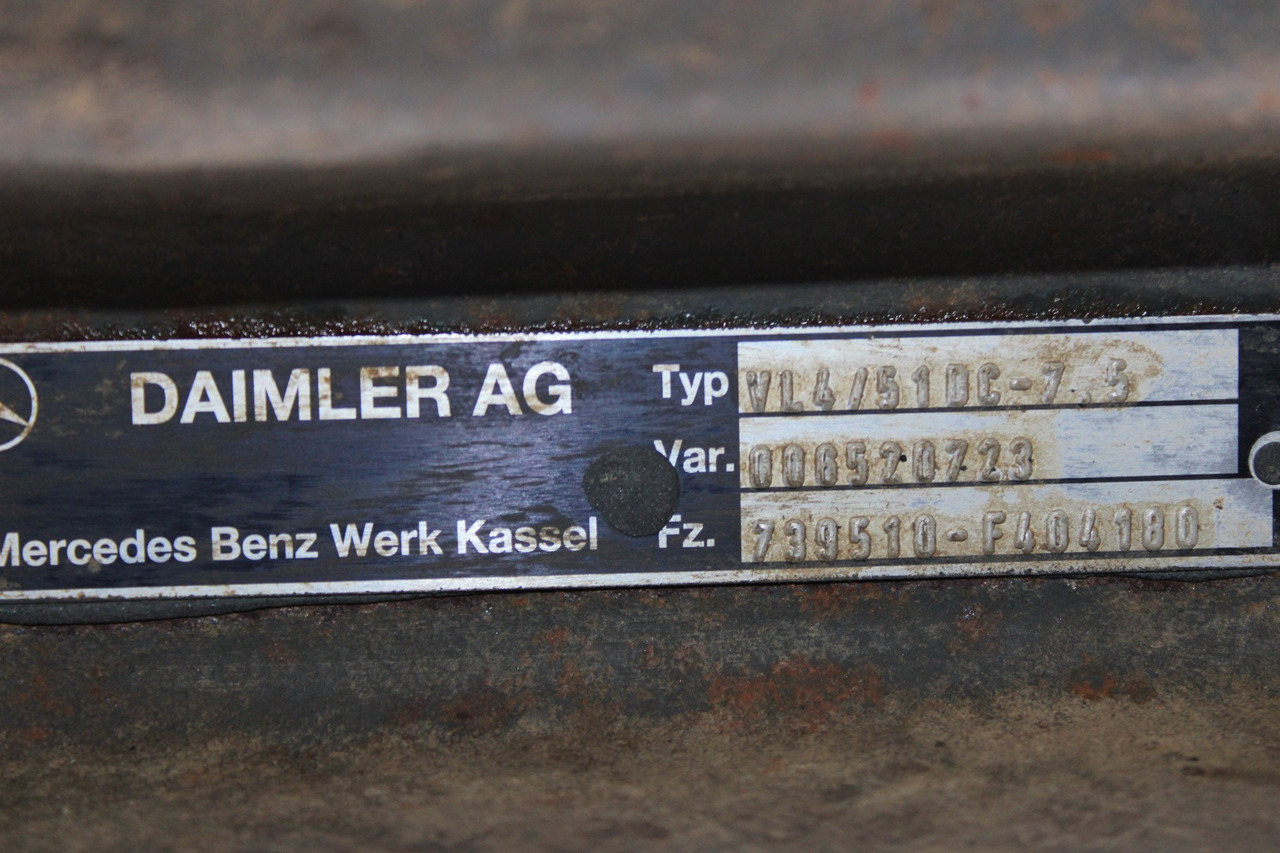 DAIMLER AG
Mercedes Benz Werk Kassel
Typ VL4/51DC-7.5
Var. 006520723
Fz. 739510-F404180